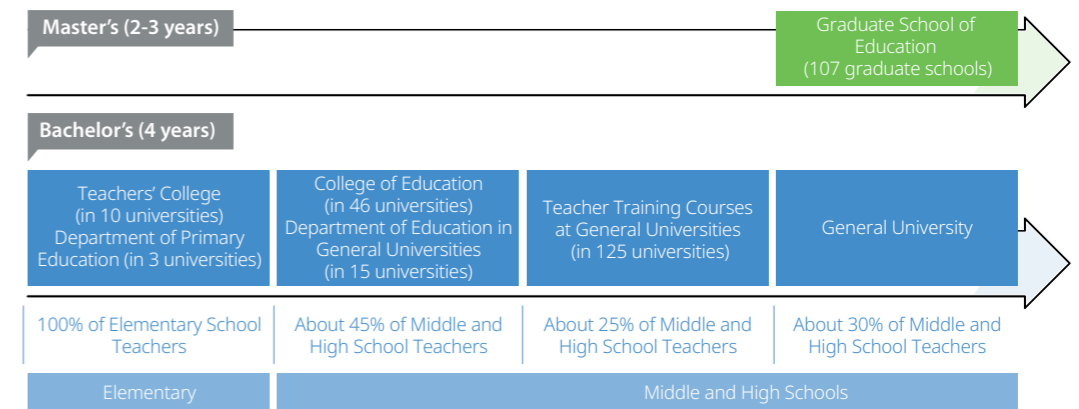 Master's (2-3 years)
Graduate School of
Education
(107 graduate schools)
Bachelor's (4 years)
Teachers' College
(in 10 universities)
Department of Primary
Education (in 3 universities)
College of Education
(in 46 universities)
Department of Education in
General Universities
(in 15 universities)
Teacher Training Courses
at General Universities
(in 125 universities)
General University
100% of Elementary School
Teachers
About 45% of Middle and
High School Teachers
About 25% of Middle and
High School Teachers
About 30% of Middle and
High School Teachers
Elementary
Middle and High Schools